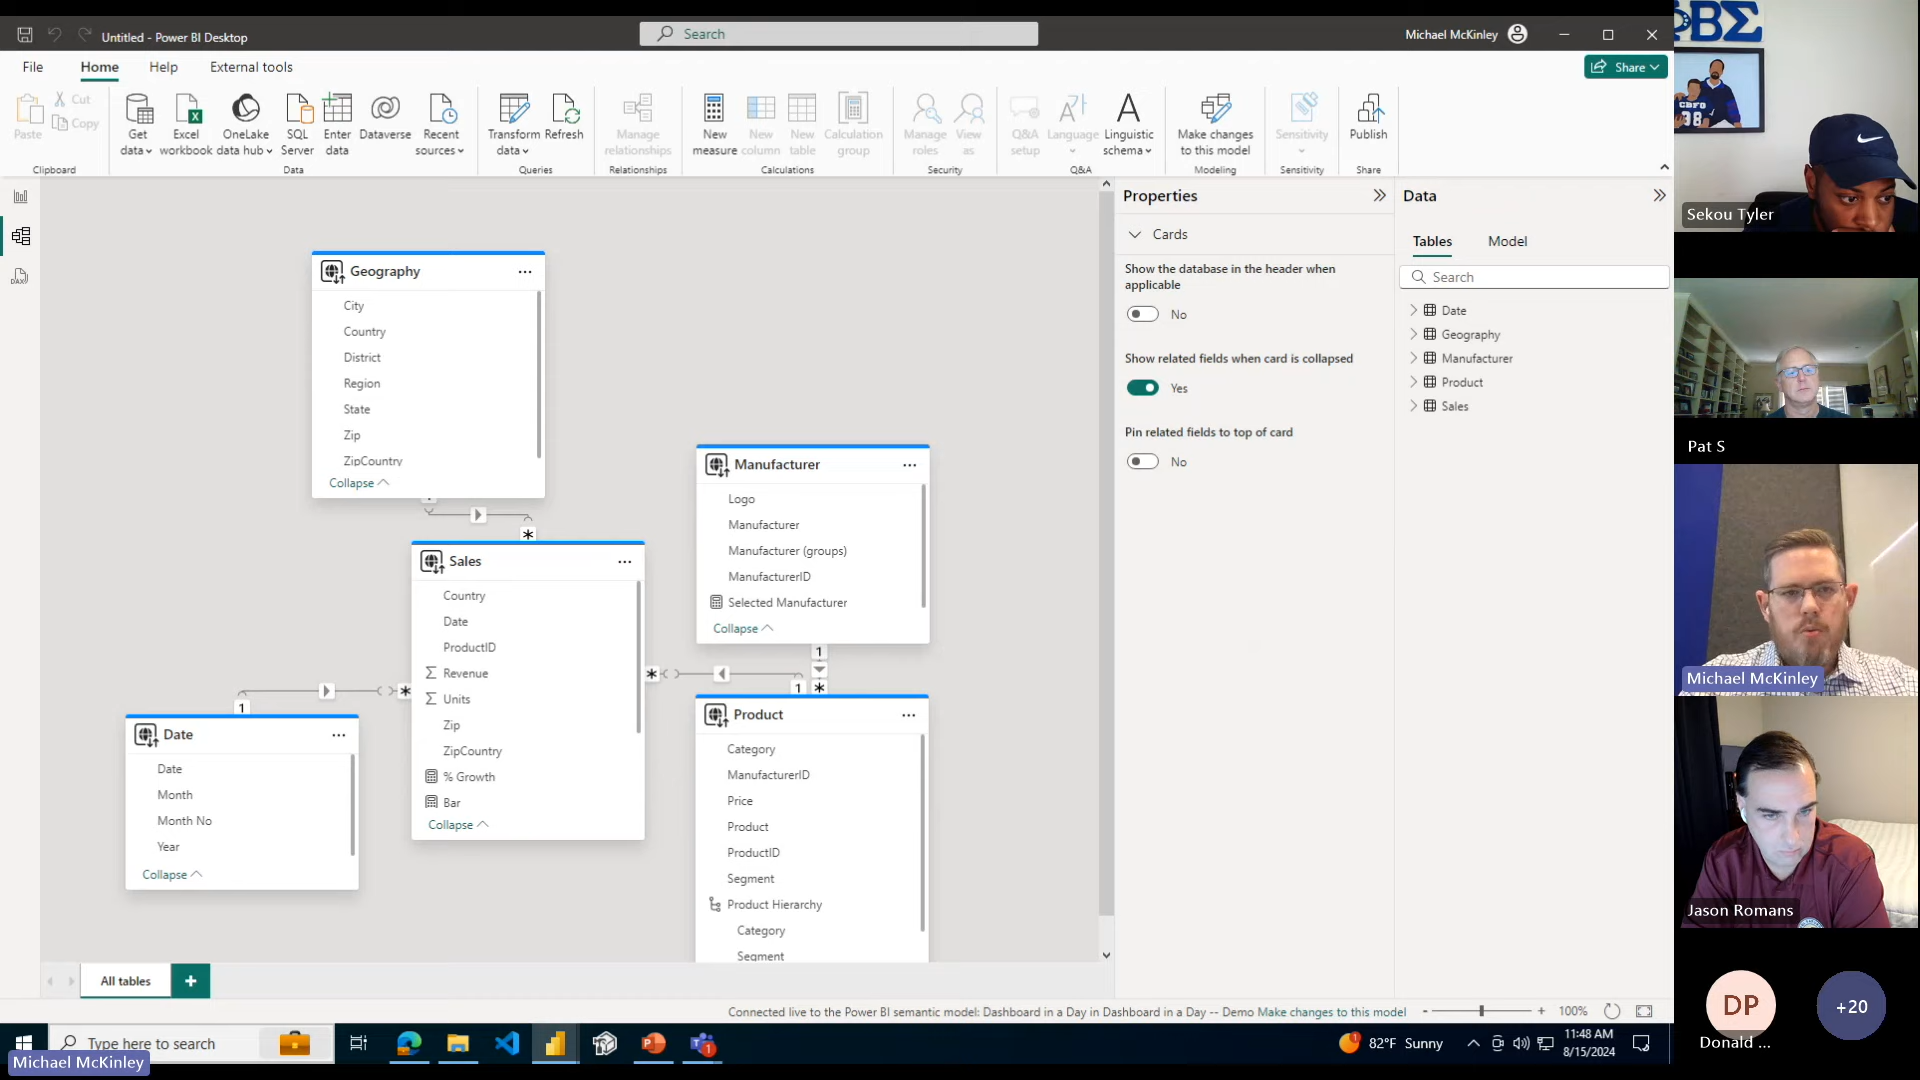 Untitled - Power BI Desktop
Search
Michael McKinley
File
Home
Help
External tools
Share
Paste
Cut
Copy
Get data
Excel workbook
OneLake data hub
SQL Server
Enter data
Dataverse
Recent sources
Transform data
Refresh
Manage relationships
New measure
New column
New table
Calculation group
Manage roles
View as
Q&A setup
Language
Linguistic schema
Make changes to this model
Sensitivity
Publish
Clipboard
Data
Queries
Relationships
Calculations
Security
Q&A
Modeling
Sensitivity
Share
Geography
City
Country
District
Region
State
Zip
ZipCountry
Collapse
Manufacturer
Logo
Manufacturer
Manufacturer (groups)
ManufacturerID
Selected Manufacturer
Collapse
Sales
Country
Date
ProductID
Revenue
Units
Zip
ZipCountry
% Growth
Bar
Collapse
*
1
*
*
1
1
*
Date
Date
Month
Month No
Year
Collapse
Product
Category
ManufacturerID
Price
Product
ProductID
Segment
Product Hierarchy
Category
Segment
All tables
+
Properties
Cards
Show the database in the header when
applicable
No
Show related fields when card is collapsed
Yes
Pin related fields to top of card
No
Data
Tables
Model
Search
Date
Geography
Manufacturer
Product
Sales
Connected live to the Power BI semantic model: Dashboard in a Day in Dashboard in a Day -- Demo Make changes to this model
- + 100%
Type here to search
82°F Sunny
11:48 AM
8/15/2024
Michael McKinley
ΦΒΣ
98
Sekou Tyler
Pat S
Michael McKinley
Jason Romans
DP
Donald ...
+20